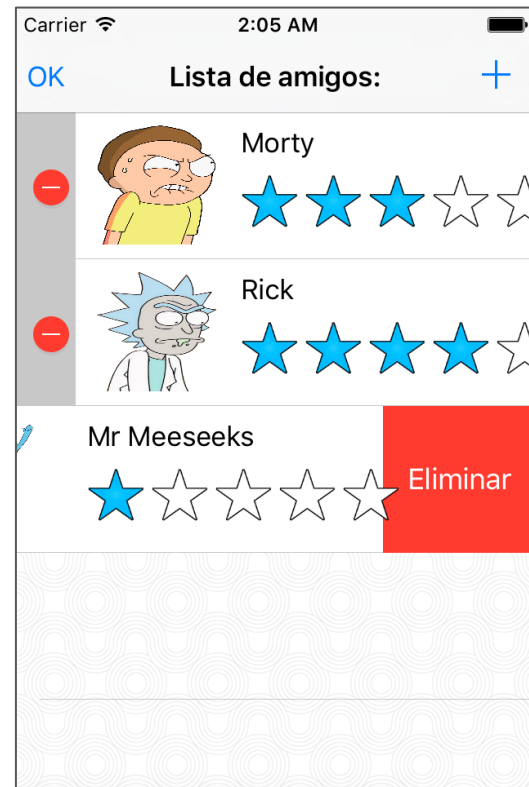 Carrier 2:05 AM
OK Lista de amigos: +
Morty
Rick
Mr Meeseeks
Eliminar